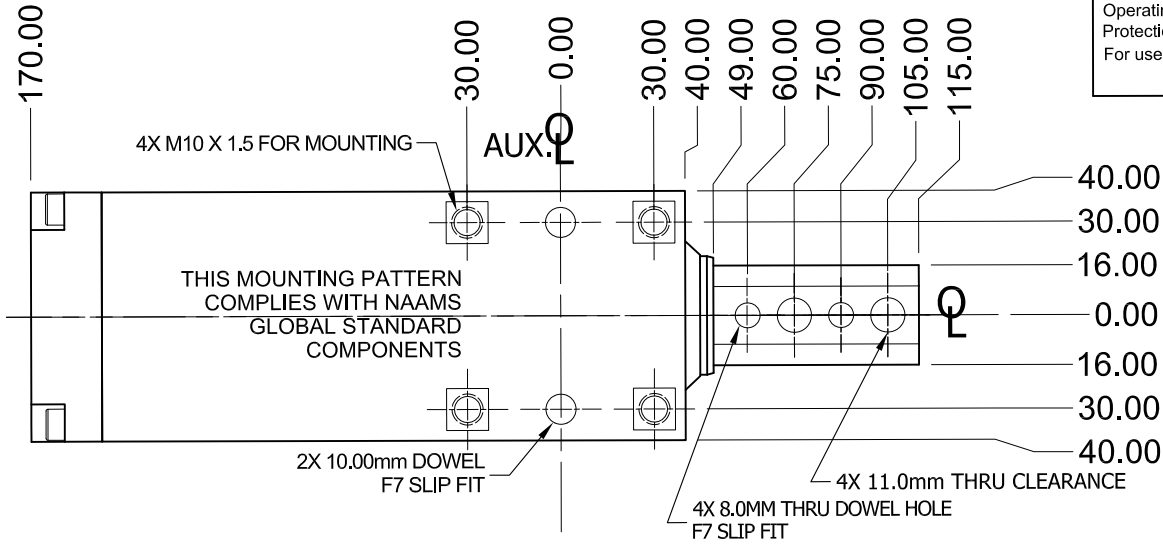 Operatin
Protectio
For use
170.00
30.00
0.00
30.00
40.00
49.00
60.00
75.00
90.00
105.00
115.00
4X M10 X 1.5 FOR MOUNTING
AUX. CL
40.00
30.00
16.00
THIS MOUNTING PATTERN
COMPLIES WITH NAAMS
GLOBAL STANDARD
COMPONENTS
CL
0.00
16.00
30.00
40.00
2X 10.00mm DOWEL
F7 SLIP FIT
4X 11.0mm THRU CLEARANCE
4X 8.0MM THRU DOWEL HOLE
F7 SLIP FIT